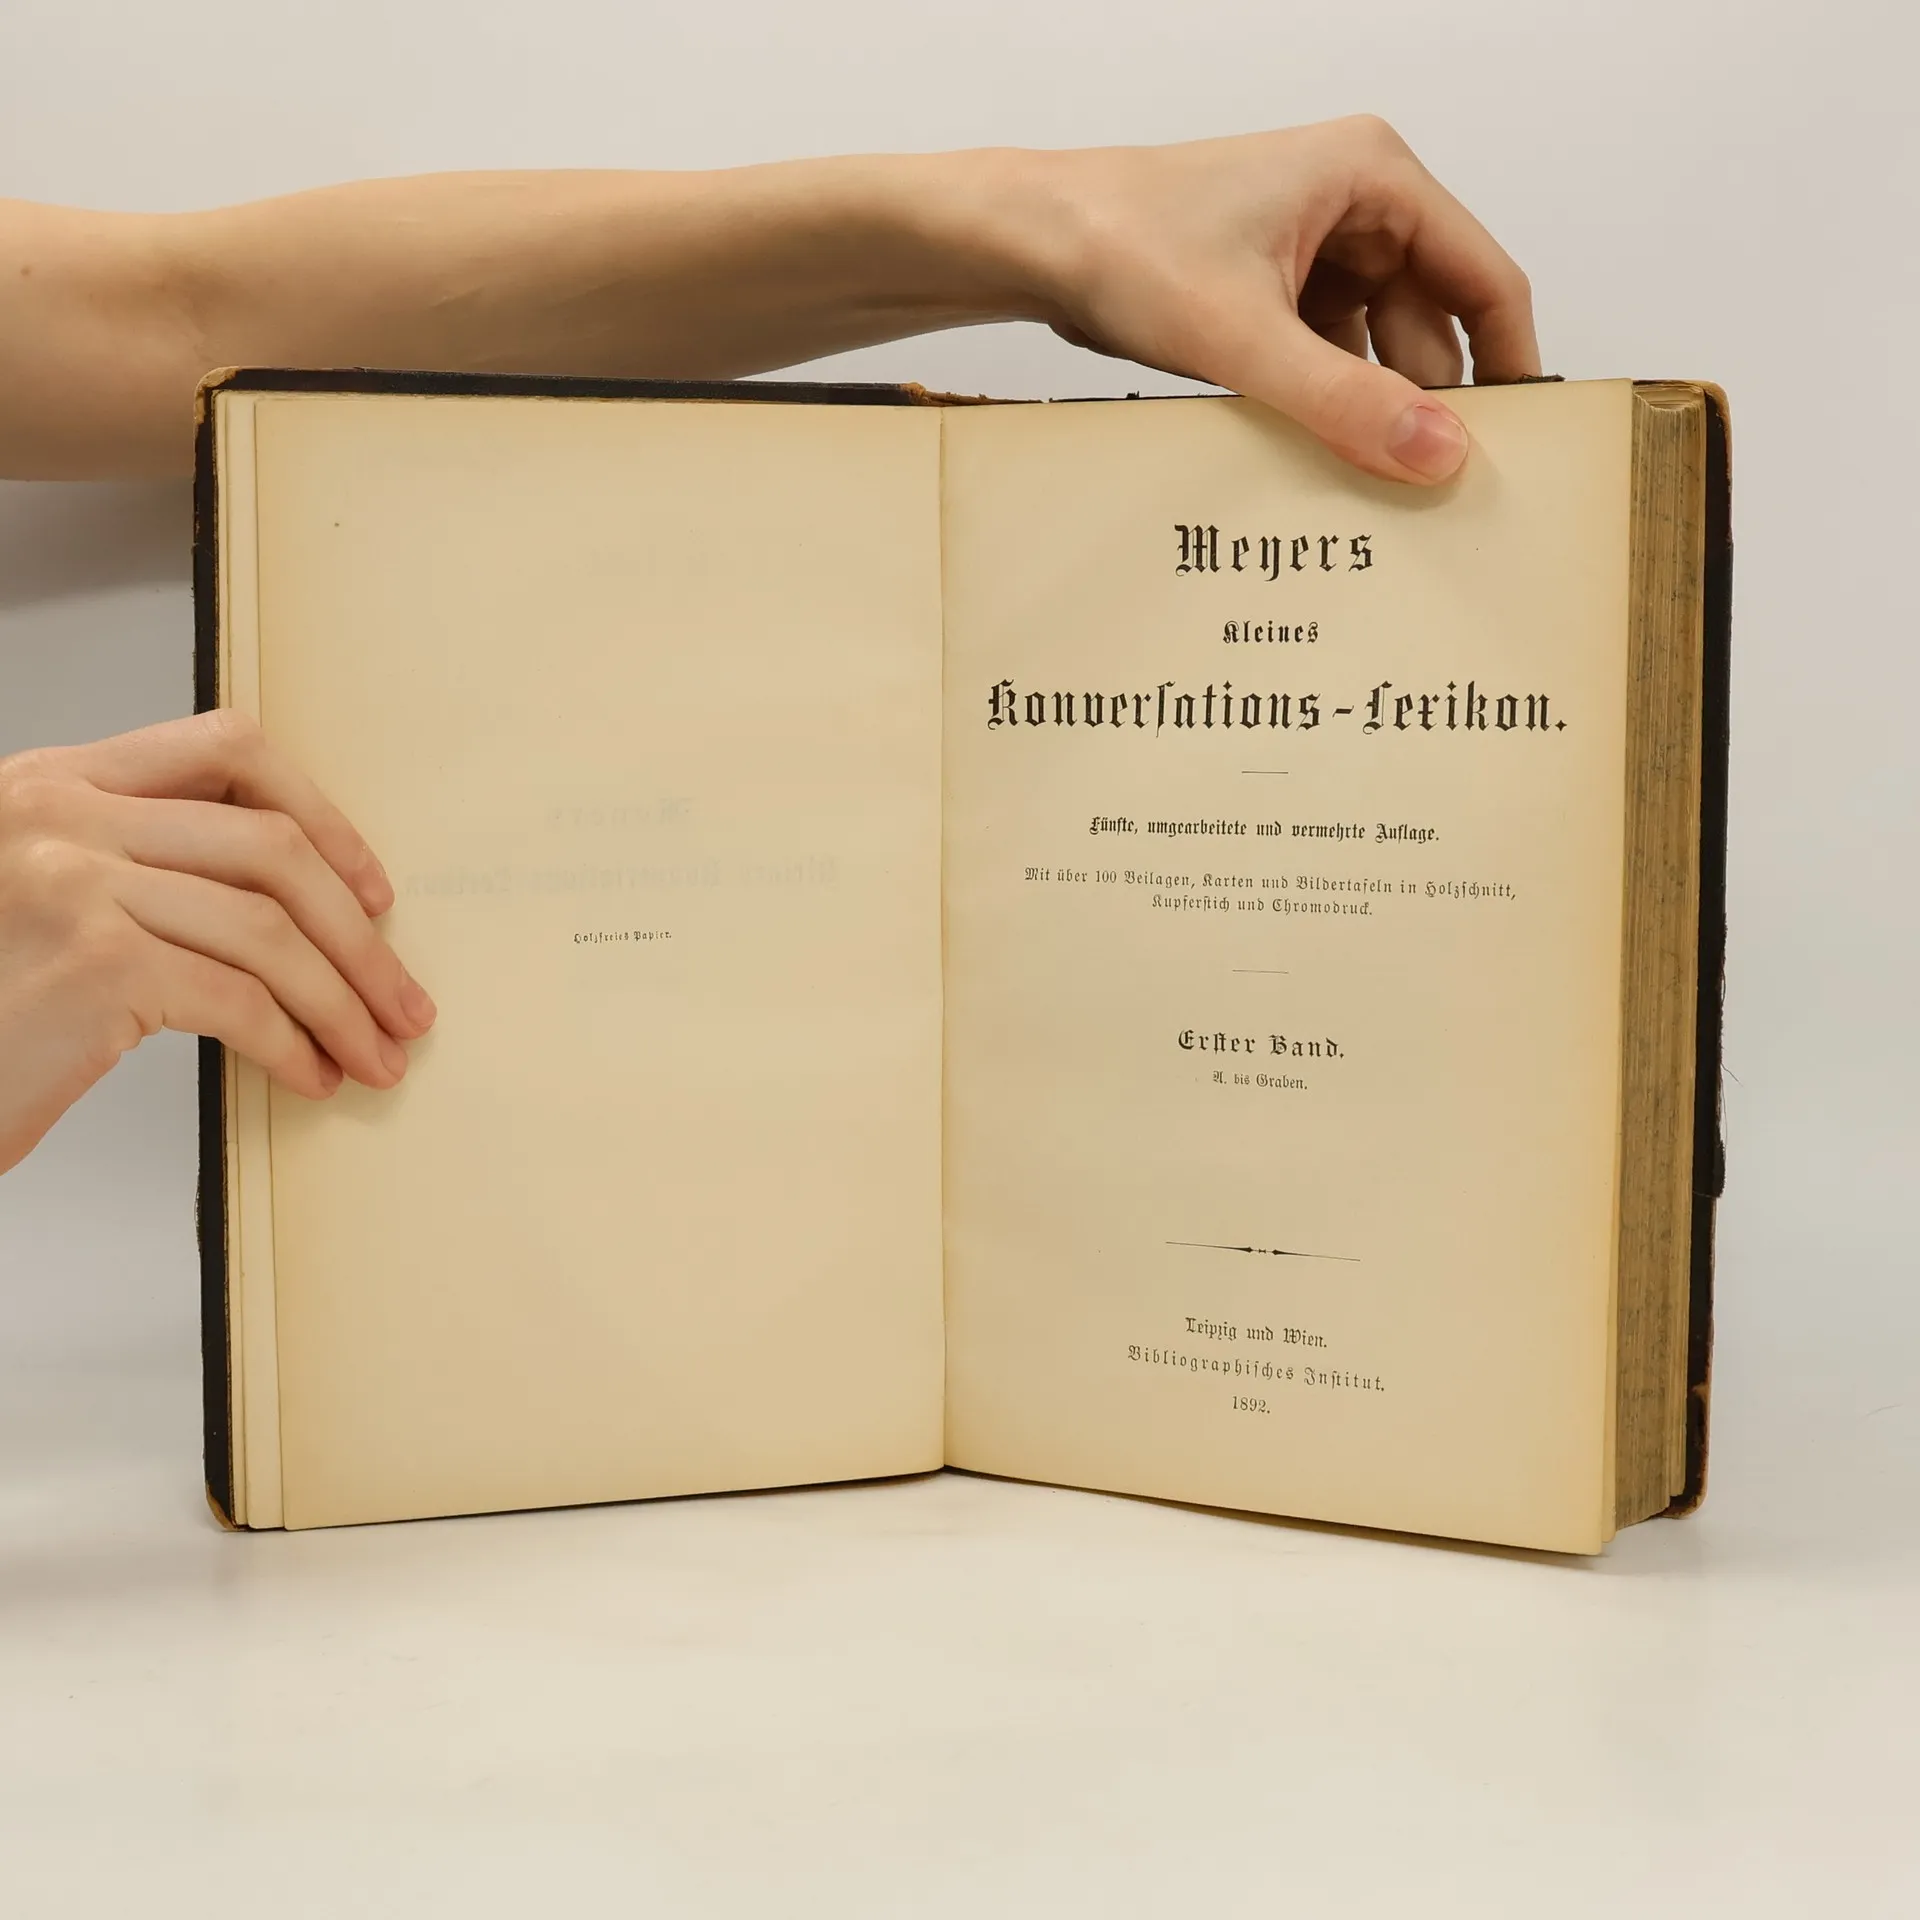 Holzfreies Papier.
Meyers
Kleines
Konverſations-Lexikon.
Fünfte, umgearbeitete und vermehrte Auflage.
Mit über 100 Beilagen, Karten und Bildertafeln in Holzſchnitt,
Kupferſtich und Chromodruck.
Erſter Band.
A. bis Graben.
Leipzig und Wien.
Bibliographiſches Inſtitut.
1892.